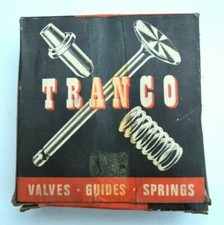 TRANCO
VALVES · GUIDES · SPRINGS